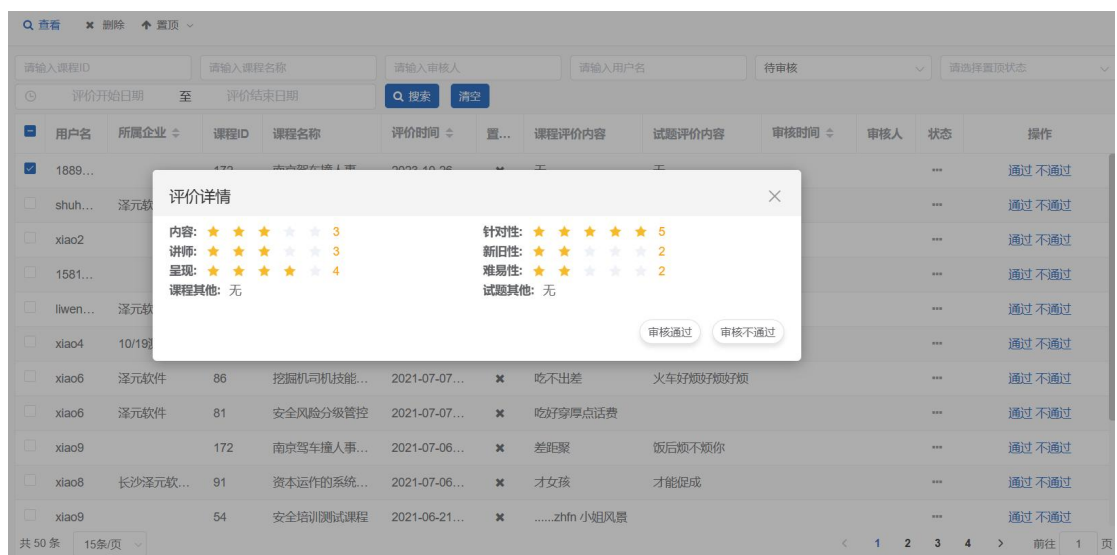 查看 删除 置顶
请输入课程ID 请输入课程名称 请输入审核人 请输入用户名 待审核 请选择置顶状态
评价开始日期 至 评价结束日期 搜索 清空
用户名 所属企业 课程ID 课程名称 评价时间 置... 课程评价内容 试题评价内容 审核时间 审核人 状态 操作
1889... 172 南京驾车撞人事... 2023-10-26... 无 无 ... 通过 不通过
shuh... 泽元软 ... 通过 不通过
xiao2 ... 通过 不通过
1581... ... 通过 不通过
liwen... 泽元软 ... 通过 不通过
xiao4 10/19 ... 通过 不通过
评价详情
内容: 3 针对性: 5
讲师: 3 新旧性: 2
呈现: 4 难易性: 2
课程其他: 无 试题其他: 无
审核通过 审核不通过
xiao6 泽元软件 86 挖掘机司机技能... 2021-07-07... 吃不出差 火车好烦好烦好烦 ... 通过 不通过
xiao6 泽元软件 81 安全风险分级管控 2021-07-07... 吃好穿厚点话费 ... 通过 不通过
xiao9 172 南京驾车撞人事... 2021-07-06... 差距聚 饭后烦不烦你 ... 通过 不通过
xiao8 长沙泽元软... 91 资本运作的系统... 2021-07-06... 才女孩 才能促成 ... 通过 不通过
xiao9 54 安全培训测试课程 2021-06-21... ......zhfn 小姐风景 ... 通过 不通过
共 50 条 15条/页 1 2 3 4 前往 1 页